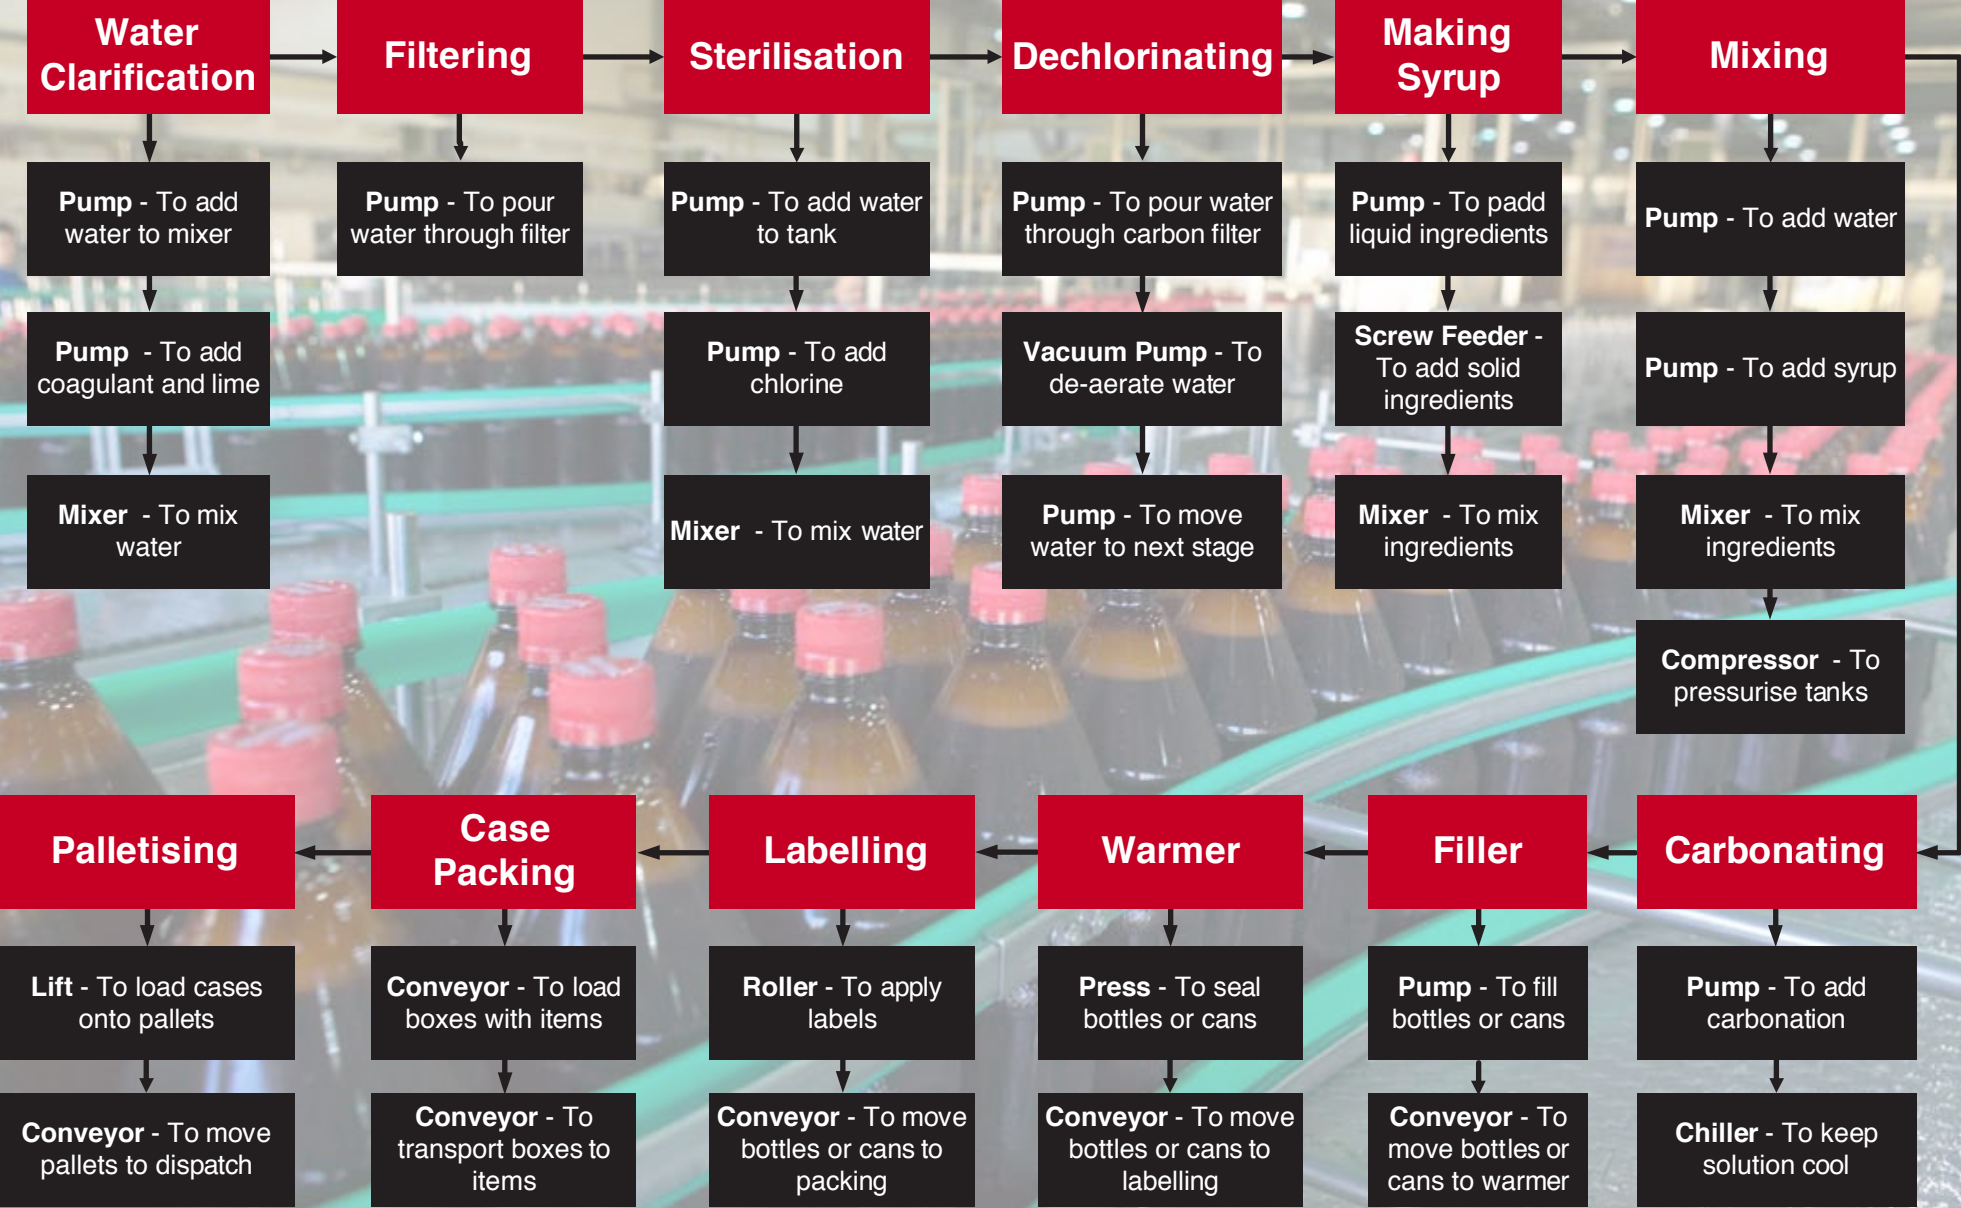 Water
Clarification
Filtering
Sterilisation
Dechlorinating
Making
Syrup
Mixing
Pump - To add
water to mixer
Pump - To pour
water through filter
Pump - To add water
to tank
Pump - To pour water
through carbon filter
Pump - To padd
liquid ingredients
Pump - To add water
Pump - To add
coagulant and lime
Pump - To add
chlorine
Vacuum Pump - To
de-aerate water
Screw Feeder -
To add solid
ingredients
Pump - To add syrup
Mixer - To mix
water
Mixer - To mix water
Pump - To move
water to next stage
Mixer - To mix
ingredients
Mixer - To mix
ingredients
Compressor - To
pressurise tanks
Palletising
Case
Packing
Labelling
Warmer
Filler
Carbonating
Lift - To load cases
onto pallets
Conveyor - To load
boxes with items
Roller - To apply
labels
Press - To seal
bottles or cans
Pump - To fill
bottles or cans
Pump - To add
carbonation
Conveyor - To move
pallets to dispatch
Conveyor - To
transport boxes to
items
Conveyor - To move
bottles or cans to
packing
Conveyor - To move
bottles or cans to
labelling
Conveyor - To
move bottles or
cans to warmer
Chiller - To keep
solution cool